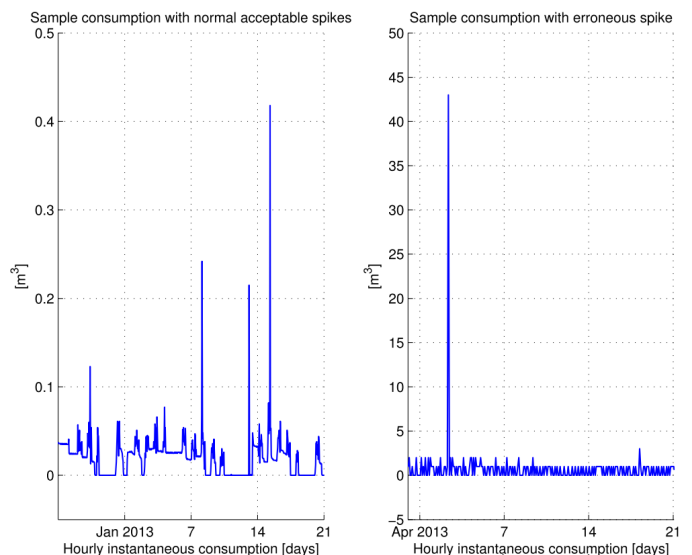 Sample consumption with normal acceptable spikes
0.5
0.4
0.3
0.2
0.1
0
[m³]
Jan 2013 7 14 21
Hourly instantaneous consumption [days]
Sample consumption with erroneous spike
50
45
40
35
30
25
20
15
10
5
0
−5
[m³]
Apr 2013 7 14 21
Hourly instantaneous consumption [days]